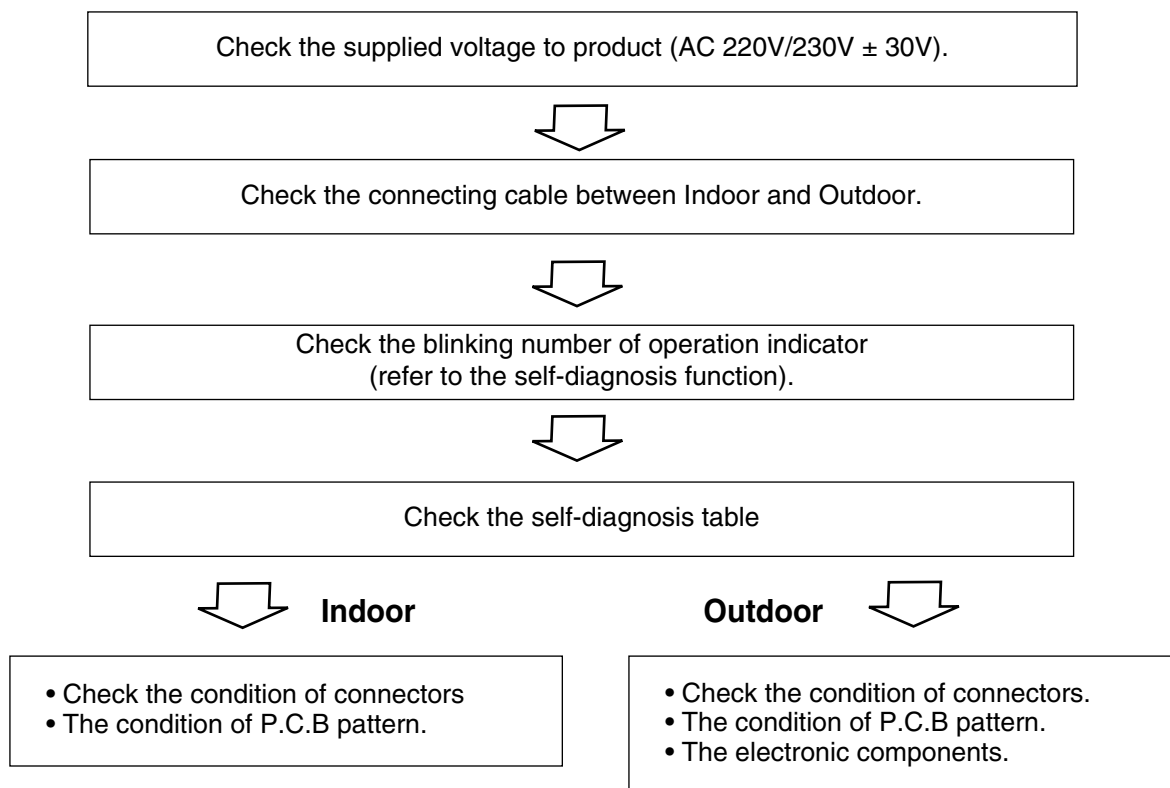 Check the supplied voltage to product (AC 220V/230V ± 30V).
Check the connecting cable between Indoor and Outdoor.
Check the blinking number of operation indicator
(refer to the self-diagnosis function).
Check the self-diagnosis table
Indoor
• Check the condition of connectors
• The condition of P.C.B pattern.
Outdoor
• Check the condition of connectors.
• The condition of P.C.B pattern.
• The electronic components.